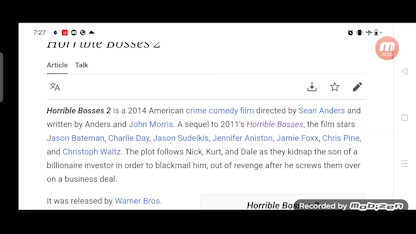 7:27
Horrible Bosses 2
Article Talk
Horrible Bosses 2 is a 2014 American crime comedy film directed by Sean Anders and
written by Anders and John Morris. A sequel to 2011's Horrible Bosses, the film stars
Jason Bateman, Charlie Day, Jason Sudeikis, Jennifer Aniston, Jamie Foxx, Chris Pine,
and Christoph Waltz. The plot follows Nick, Kurt, and Dale as they kidnap the son of a
billionaire investor in order to blackmail him, out of revenge after he screws them over
on a business deal.
It was released by Warner Bros.
Recorded by mobizen